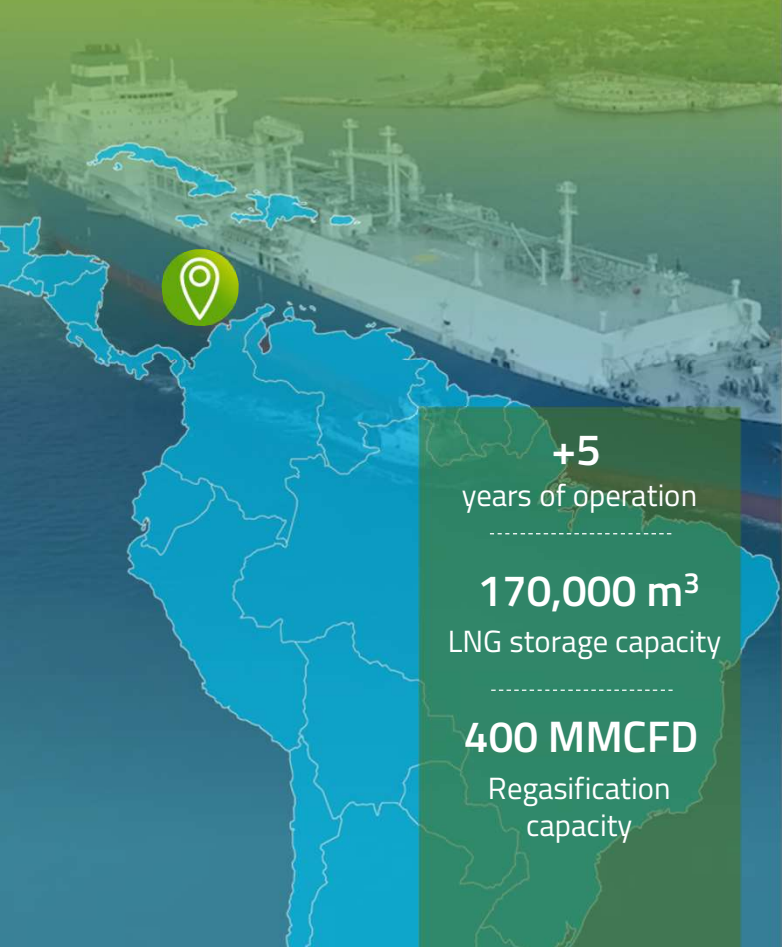 +5
years of operation
170,000 m³
LNG storage capacity
400 MMCFD
Regasification
capacity